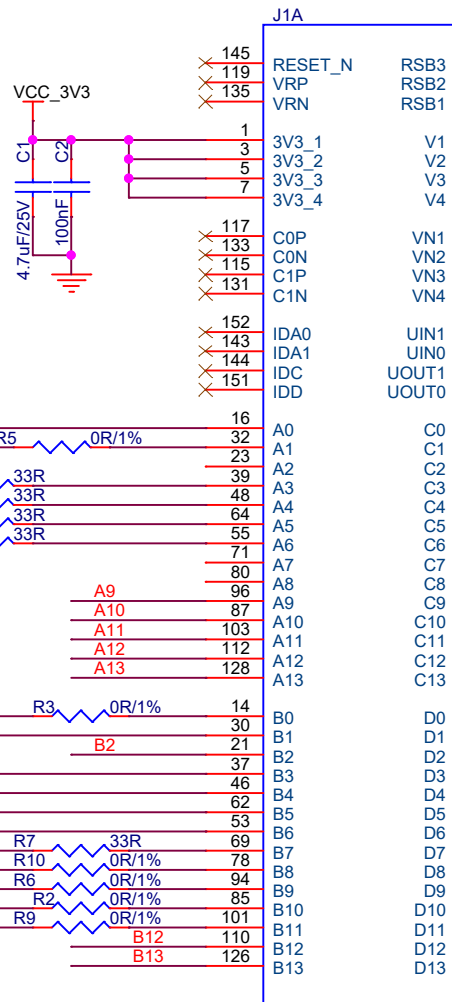 J1A
145 RESET_N RSB3
119 VRP RSB2
135 VRN RSB1
VCC_3V3
1 3V3_1 V1
3 3V3_2 V2
5 3V3_3 V3
7 3V3_4 V4
C1 C2
4.7uF/25V 100nF
117 C0P VN1
133 C0N VN2
115 C1P VN3
131 C1N VN4
152 IDA0 UIN1
143 IDA1 UIN0
144 IDC UOUT1
151 IDD UOUT0
16 A0 C0
R5 0R/1% 32 A1 C1
23 A2 C2
33R 39 A3 C3
33R 48 A4 C4
33R 64 A5 C5
33R 55 A6 C6
71 A7 C7
80 A8 C8
A9 96 A9 C9
A10 87 A10 C10
A11 103 A11 C11
A12 112 A12 C12
A13 128 A13 C13
R3 0R/1% 14 B0 D0
30 B1 D1
B2 21 B2 D2
37 B3 D3
46 B4 D4
62 B5 D5
53 B6 D6
R7 33R 69 B7 D7
R10 0R/1% 78 B8 D8
R6 0R/1% 94 B9 D9
R2 0R/1% 85 B10 D10
R9 0R/1% 101 B11 D11
B12 110 B12 D12
B13 126 B13 D13